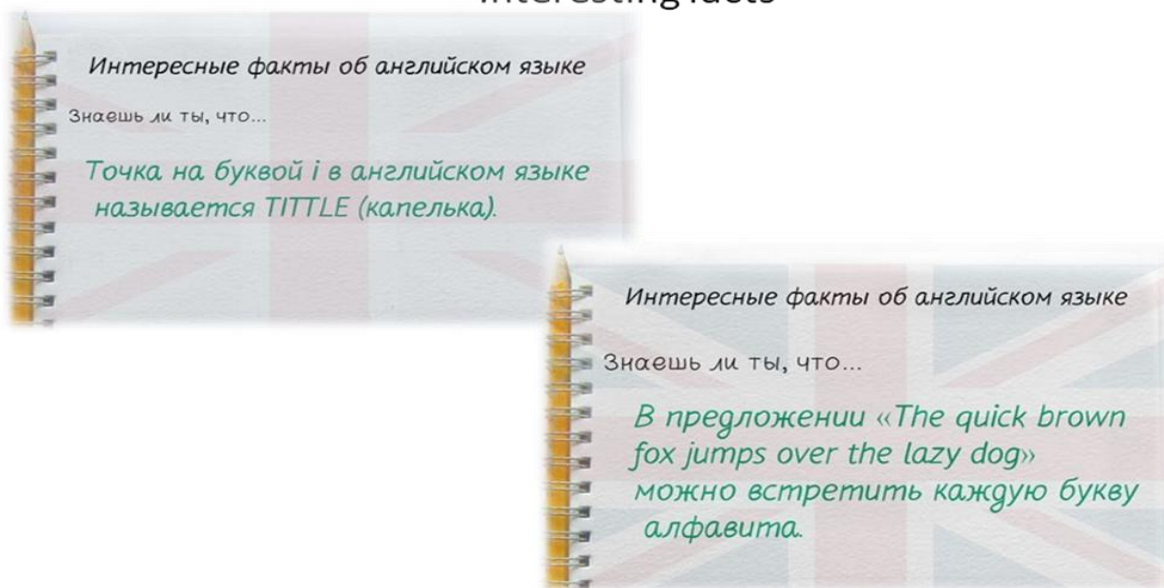 Interesting facts
Интересные факты об английском языке
Знаешь ли ты, что...
Точка на буквой i в английском языке
называется TITTLE (капелька).
Интересные факты об английском языке
Знаешь ли ты, что...
В предложении «The quick brown
fox jumps over the lazy dog»
можно встретить каждую букву
алфавита.